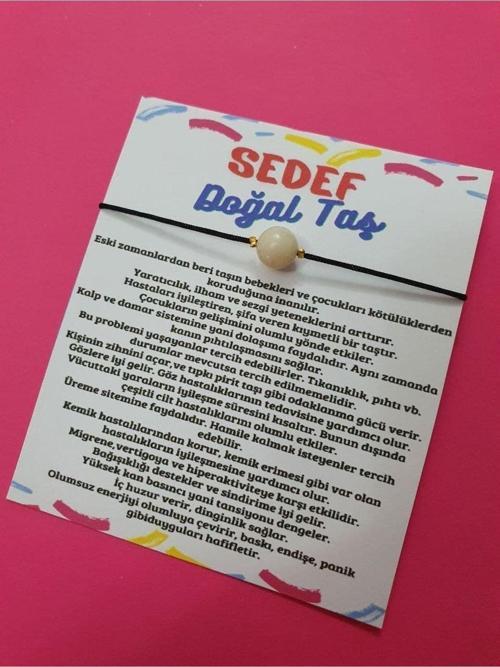 SEDEF
Doğal Taş
Eski zamanlardan beri taşın bebekleri ve çocukları kötülüklerden
koruduğuna inanılır.
Yaratıcılık, ilham ve sezgi yeteneklerini arttırır.
Hastaları iyileştiren, şifa veren kıymetli bir taştır.
Çocukların gelişimini olumlu yönde etkiler.
Kalp ve damar sistemine yani dolaşıma faydalıdır. Aynı zamanda
kanın pıhtılaşmasını sağlar.
Bu problemi yaşayanlar tercih edebilirler. Tıkanıklık, pıhtı vb.
durumlar mevcutsa tercih edilmemelidir.
Kişinin zihnini açar, ve tıpkı pirit taşı gibi odaklanma gücü verir.
Gözlere iyi gelir. Göz hastalıklarının tedavisine yardımcı olur.
Vücuttaki yaraların iyileşme süresini kısaltır. Bunun dışında
çeşitli cilt hastalıklarını olumlu etkiler.
Üreme sitemine faydalıdır. Hamile kalmak isteyenler tercih
edebilir.
Kemik hastalıklarından korur, kemik erimesi gibi var olan
hastalıkların iyileşmesine yardımcı olur.
Migrene,vertigoya ve hiperaktiviteye karşı etkilidir.
Bağışıklığı destekler ve sindirime iyi gelir.
Yüksek kan basıncı yani tansiyonu dengeler.
İç huzur verir, dinginlik sağlar.
Olumsuz enerjiyi olumluya çevirir, baskı, endişe, panik
gibiduyguları hafifletir.